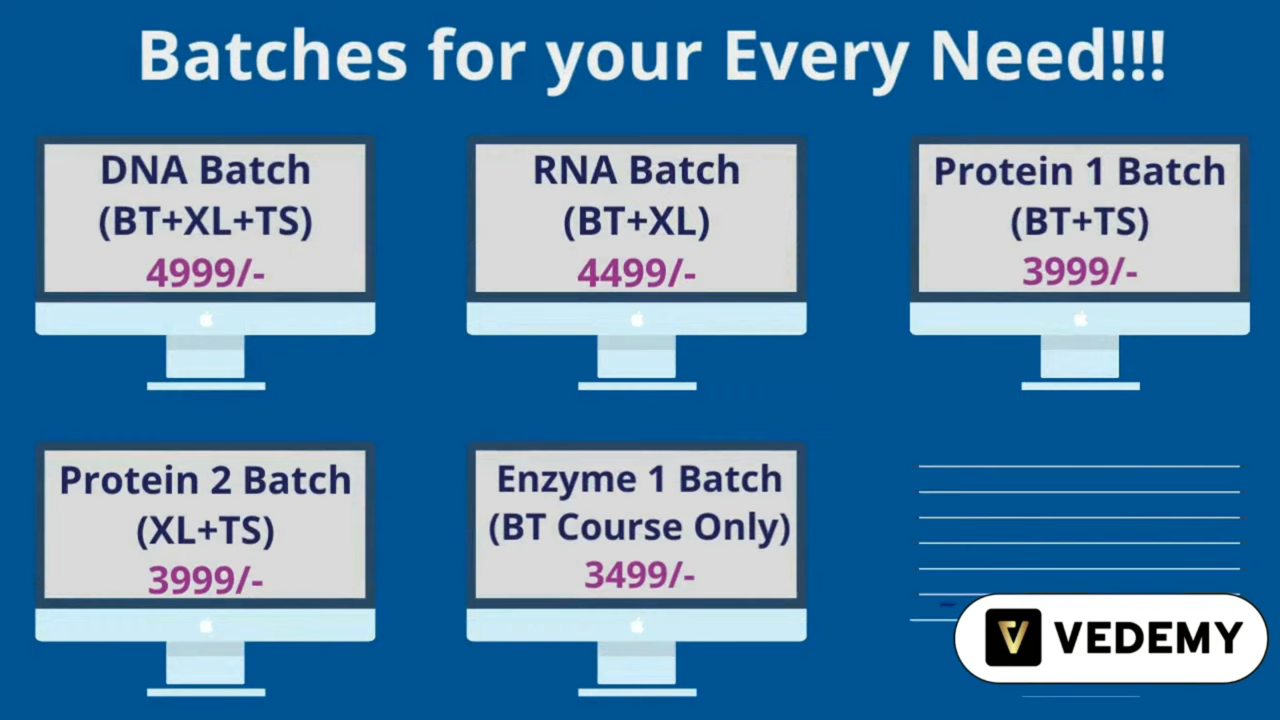 Batches for your Every Need!!!
DNA Batch
(BT+XL+TS)
4999/-
RNA Batch
(BT+XL)
4499/-
Protein 1 Batch
(BT+TS)
3999/-
Protein 2 Batch
(XL+TS)
3999/-
Enzyme 1 Batch
(BT Course Only)
3499/-
VEDEMY